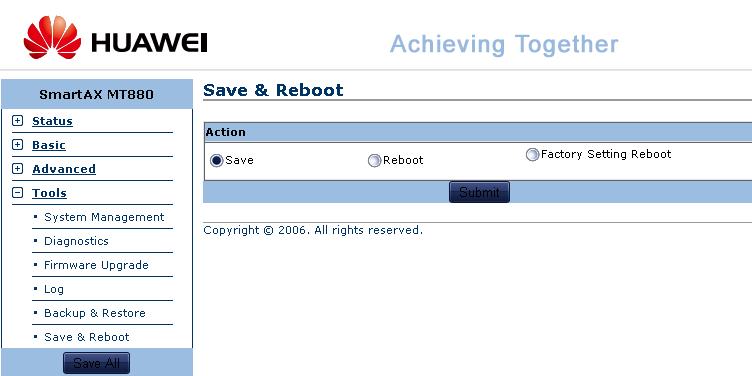 HUAWEI
Achieving Together
SmartAX MT880
Status
Basic
Advanced
Tools
System Management
Diagnostics
Firmware Upgrade
Log
Backup & Restore
Save & Reboot
Save All
Save & Reboot
Action
Save
Reboot
Factory Setting Reboot
Submit
Copyright © 2006. All rights reserved.